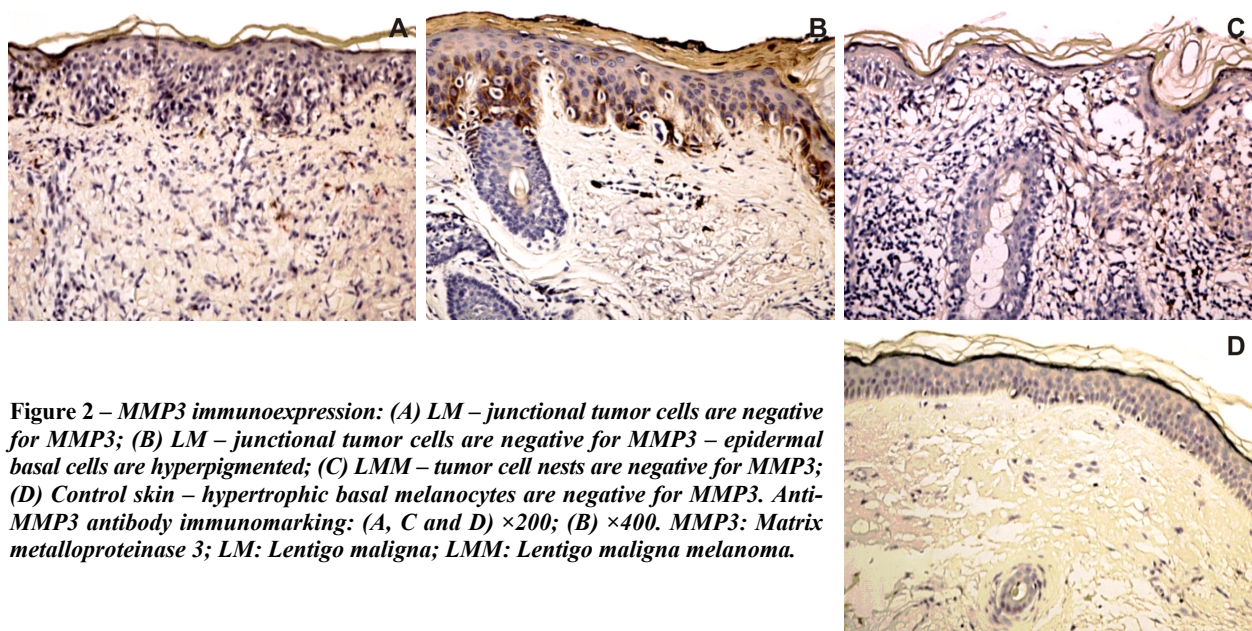 A
B
C
D
Figure 2 – MMP3 immunoexpression: (A) LM – junctional tumor cells are negative
for MMP3; (B) LM – junctional tumor cells are negative for MMP3 – epidermal
basal cells are hyperpigmented; (C) LMM – tumor cell nests are negative for MMP3;
(D) Control skin – hypertrophic basal melanocytes are negative for MMP3. Anti-
MMP3 antibody immunomarking: (A, C and D) ×200; (B) ×400. MMP3: Matrix
metalloproteinase 3; LM: Lentigo maligna; LMM: Lentigo maligna melanoma.